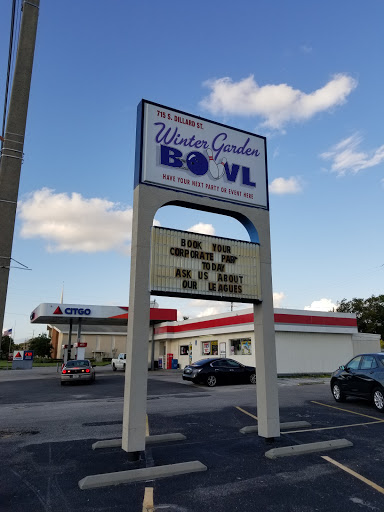 715 S. DILLARD ST.
Winter Garden
BOWL
HAVE YOUR NEXT PARTY OR EVENT HERE
BOOK YOUR
CORPORATE PART
TODAY
ASK US ABOUT
OUR LEAGUES
CITGO